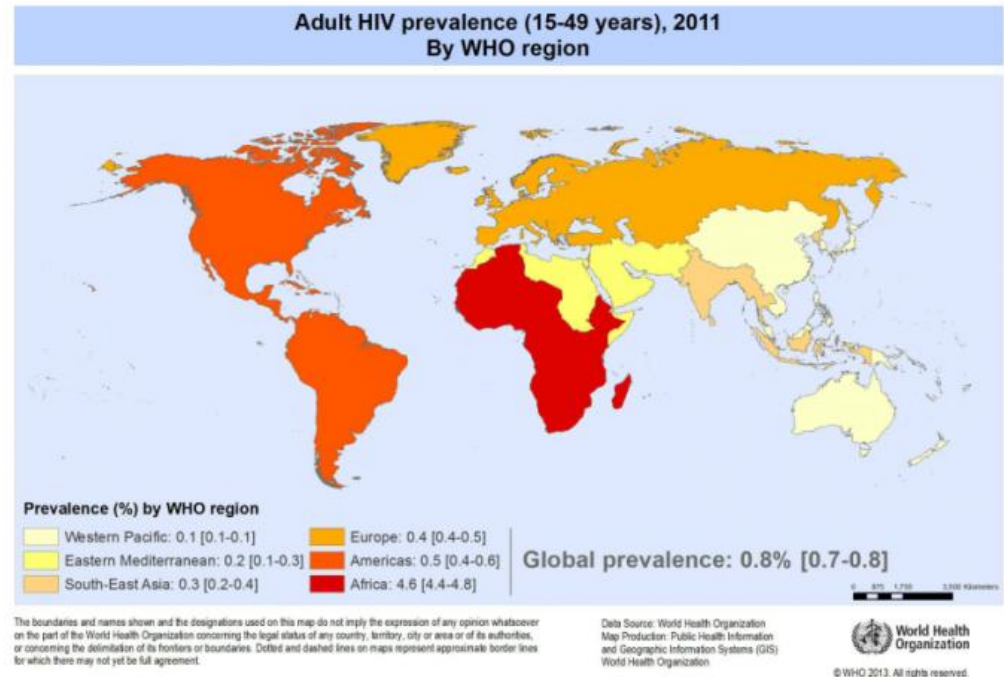 Adult HIV prevalence (15-49 years), 2011
By WHO region
Prevalence (%) by WHO region
Western Pacific: 0.1 [0.1-0.1]
Eastern Mediterranean: 0.2 [0.1-0.3]
South-East Asia: 0.3 [0.2-0.4]
Europe: 0.4 [0.4-0.5]
Americas: 0.5 [0.4-0.6]
Africa: 4.6 [4.4-4.8]
Global prevalence: 0.8% [0.7-0.8]
0 875 1,750 3,500 Kilometers
The boundaries and names shown and the designations used on this map do not imply the expression of any opinion whatsoever
on the part of the World Health Organization concerning the legal status of any country, territory, city or area or of its authorities,
or concerning the delimitation of its frontiers or boundaries. Dotted and dashed lines on maps represent approximate border lines
for which there may not yet be full agreement.
Data Source: World Health Organization
Map Production: Public Health Information
and Geographic Information Systems (GIS)
World Health Organization
World Health
Organization
© WHO 2013. All rights reserved.